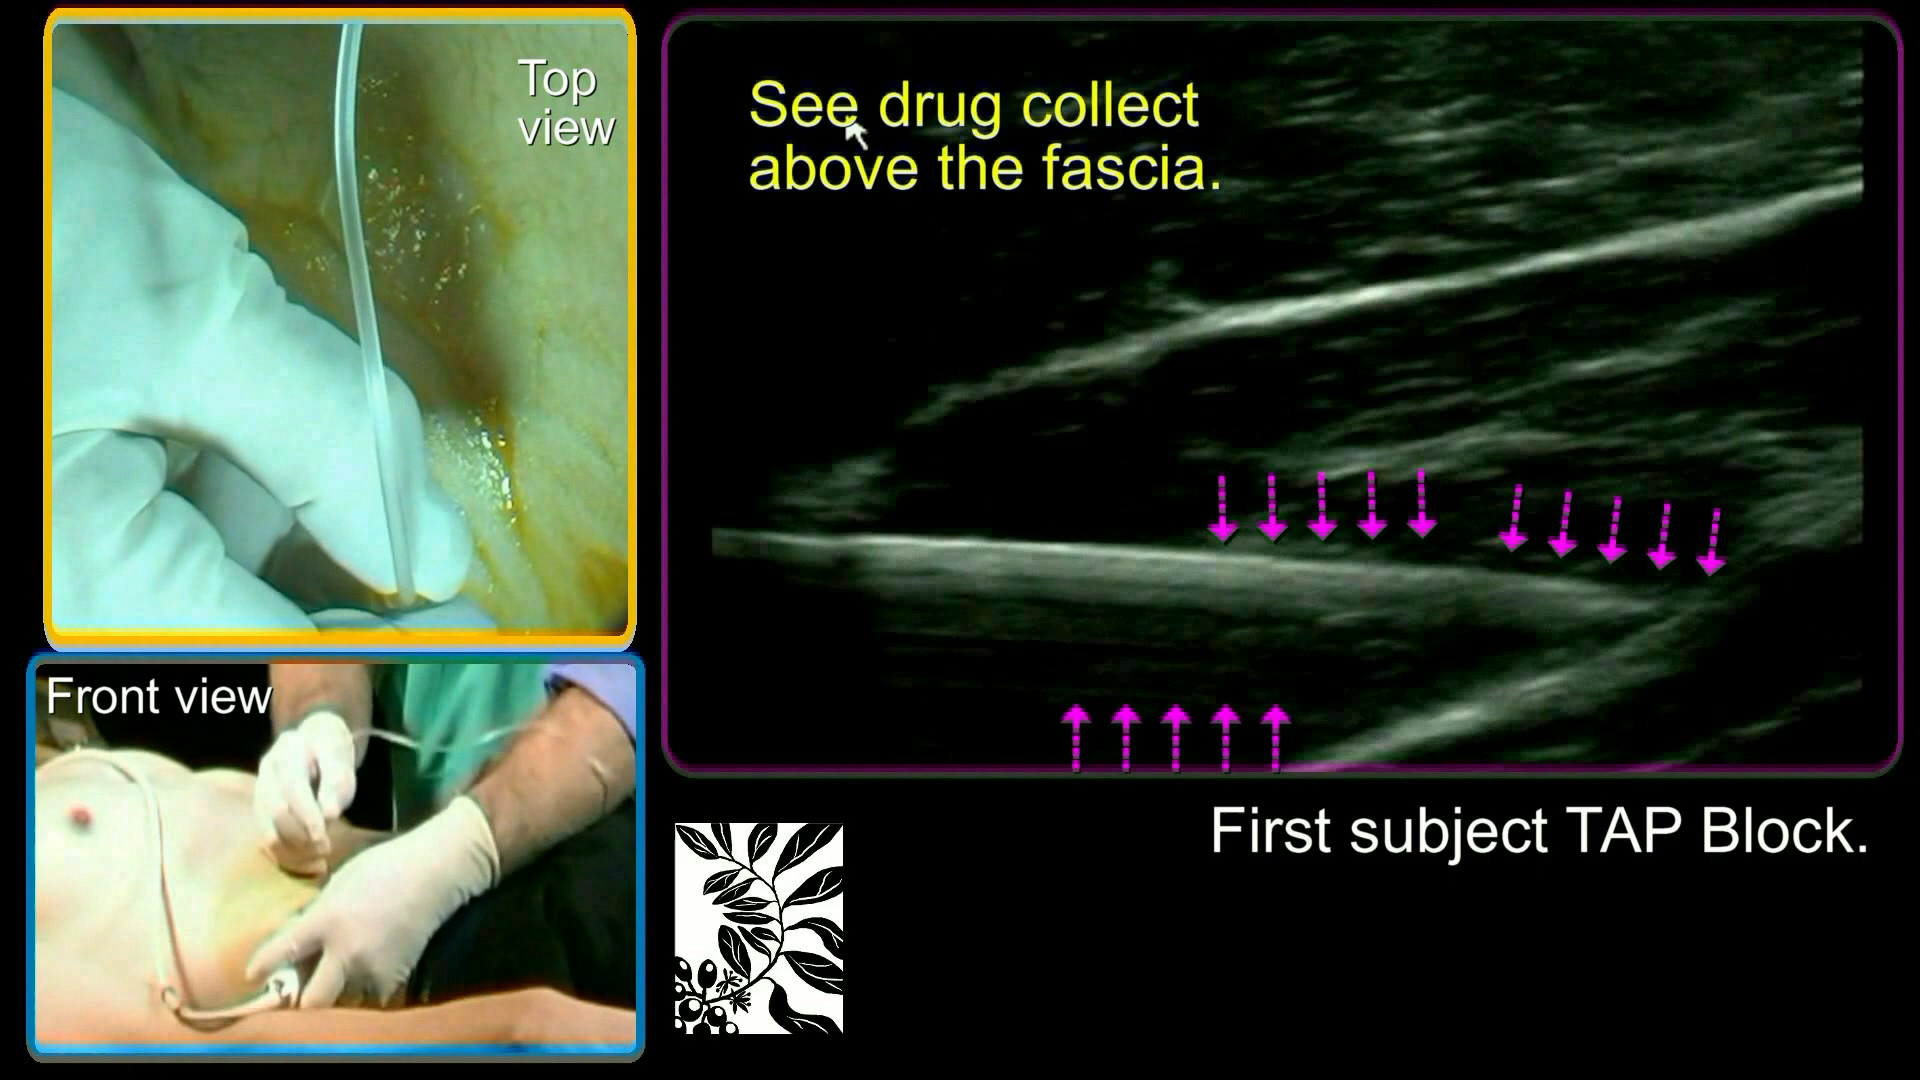 Top
view
See drug collect
above the fascia.
Front view
First subject TAP Block.